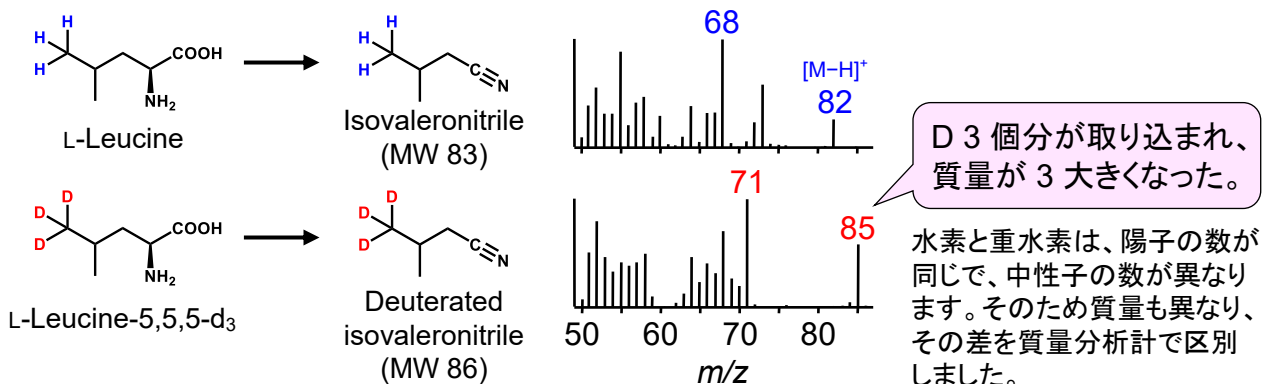 H
H
H
COOH
NH2
L-Leucine
H
H
H
C
N
Isovaleronitrile
(MW 83)
68
[M−H]+
82
D 3 個分が取り込まれ、
質量が 3 大きくなった。
D
D
D
COOH
NH2
L-Leucine-5,5,5-d3
D
D
D
C
N
Deuterated
isovaleronitrile
(MW 86)
71
85
50 60 70 80
m/z
水素と重水素は、陽子の数が
同じで、中性子の数が異なり
ます。そのため質量も異なり、
その差を質量分析計で区別
しました。